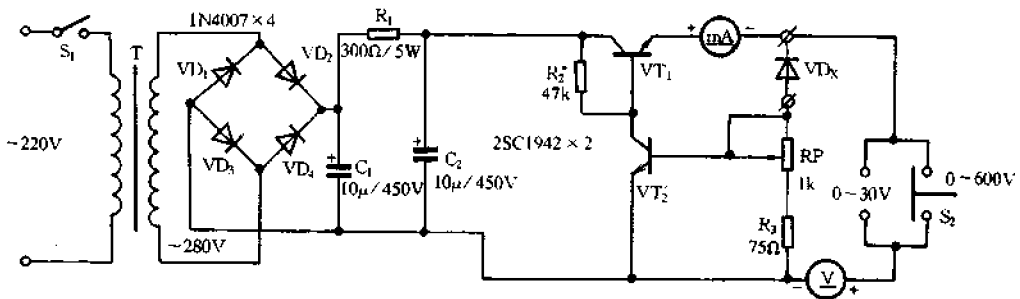 1N4007×4
S₁
T
VD₁
VD₂
VD₃
VD₄
~220V
~280V
R₁
300Ω/5W
+
C₁
10μ/450V
+
C₂
10μ/450V
R₂*
47k
VT₁
2SC1942×2
VT₂
+ mA -
VDX
RP
1k
R₃
75Ω
0~30V
0~600V
S₂
- V +